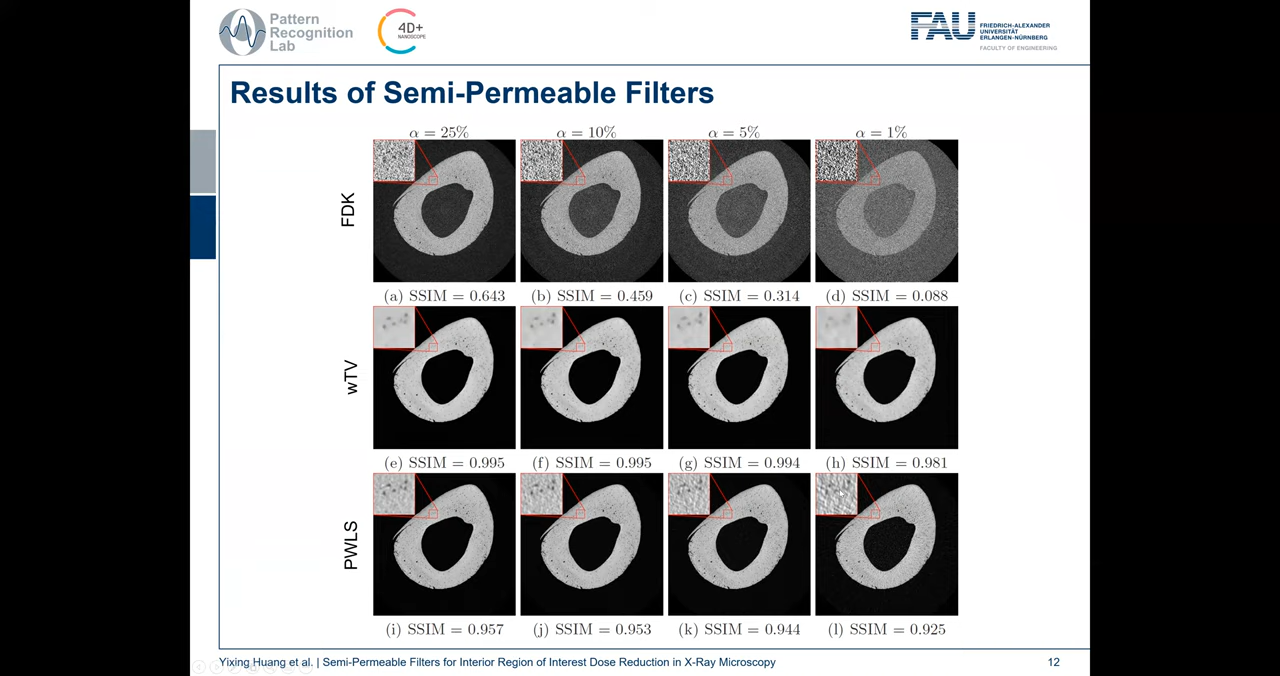 Pattern
Recognition
Lab
4D+
NANOSCOPE
FAU
FRIEDRICH-ALEXANDER
UNIVERSITÄT
ERLANGEN-NÜRNBERG
FACULTY OF ENGINEERING
Results of Semi-Permeable Filters
α = 25% α = 10% α = 5% α = 1%
FDK
(a) SSIM = 0.643 (b) SSIM = 0.459 (c) SSIM = 0.314 (d) SSIM = 0.088
wTV
(e) SSIM = 0.995 (f) SSIM = 0.995 (g) SSIM = 0.994 (h) SSIM = 0.981
PWLS
(i) SSIM = 0.957 (j) SSIM = 0.953 (k) SSIM = 0.944 (l) SSIM = 0.925
Yixing Huang et al. | Semi-Permeable Filters for Interior Region of Interest Dose Reduction in X-Ray Microscopy 12